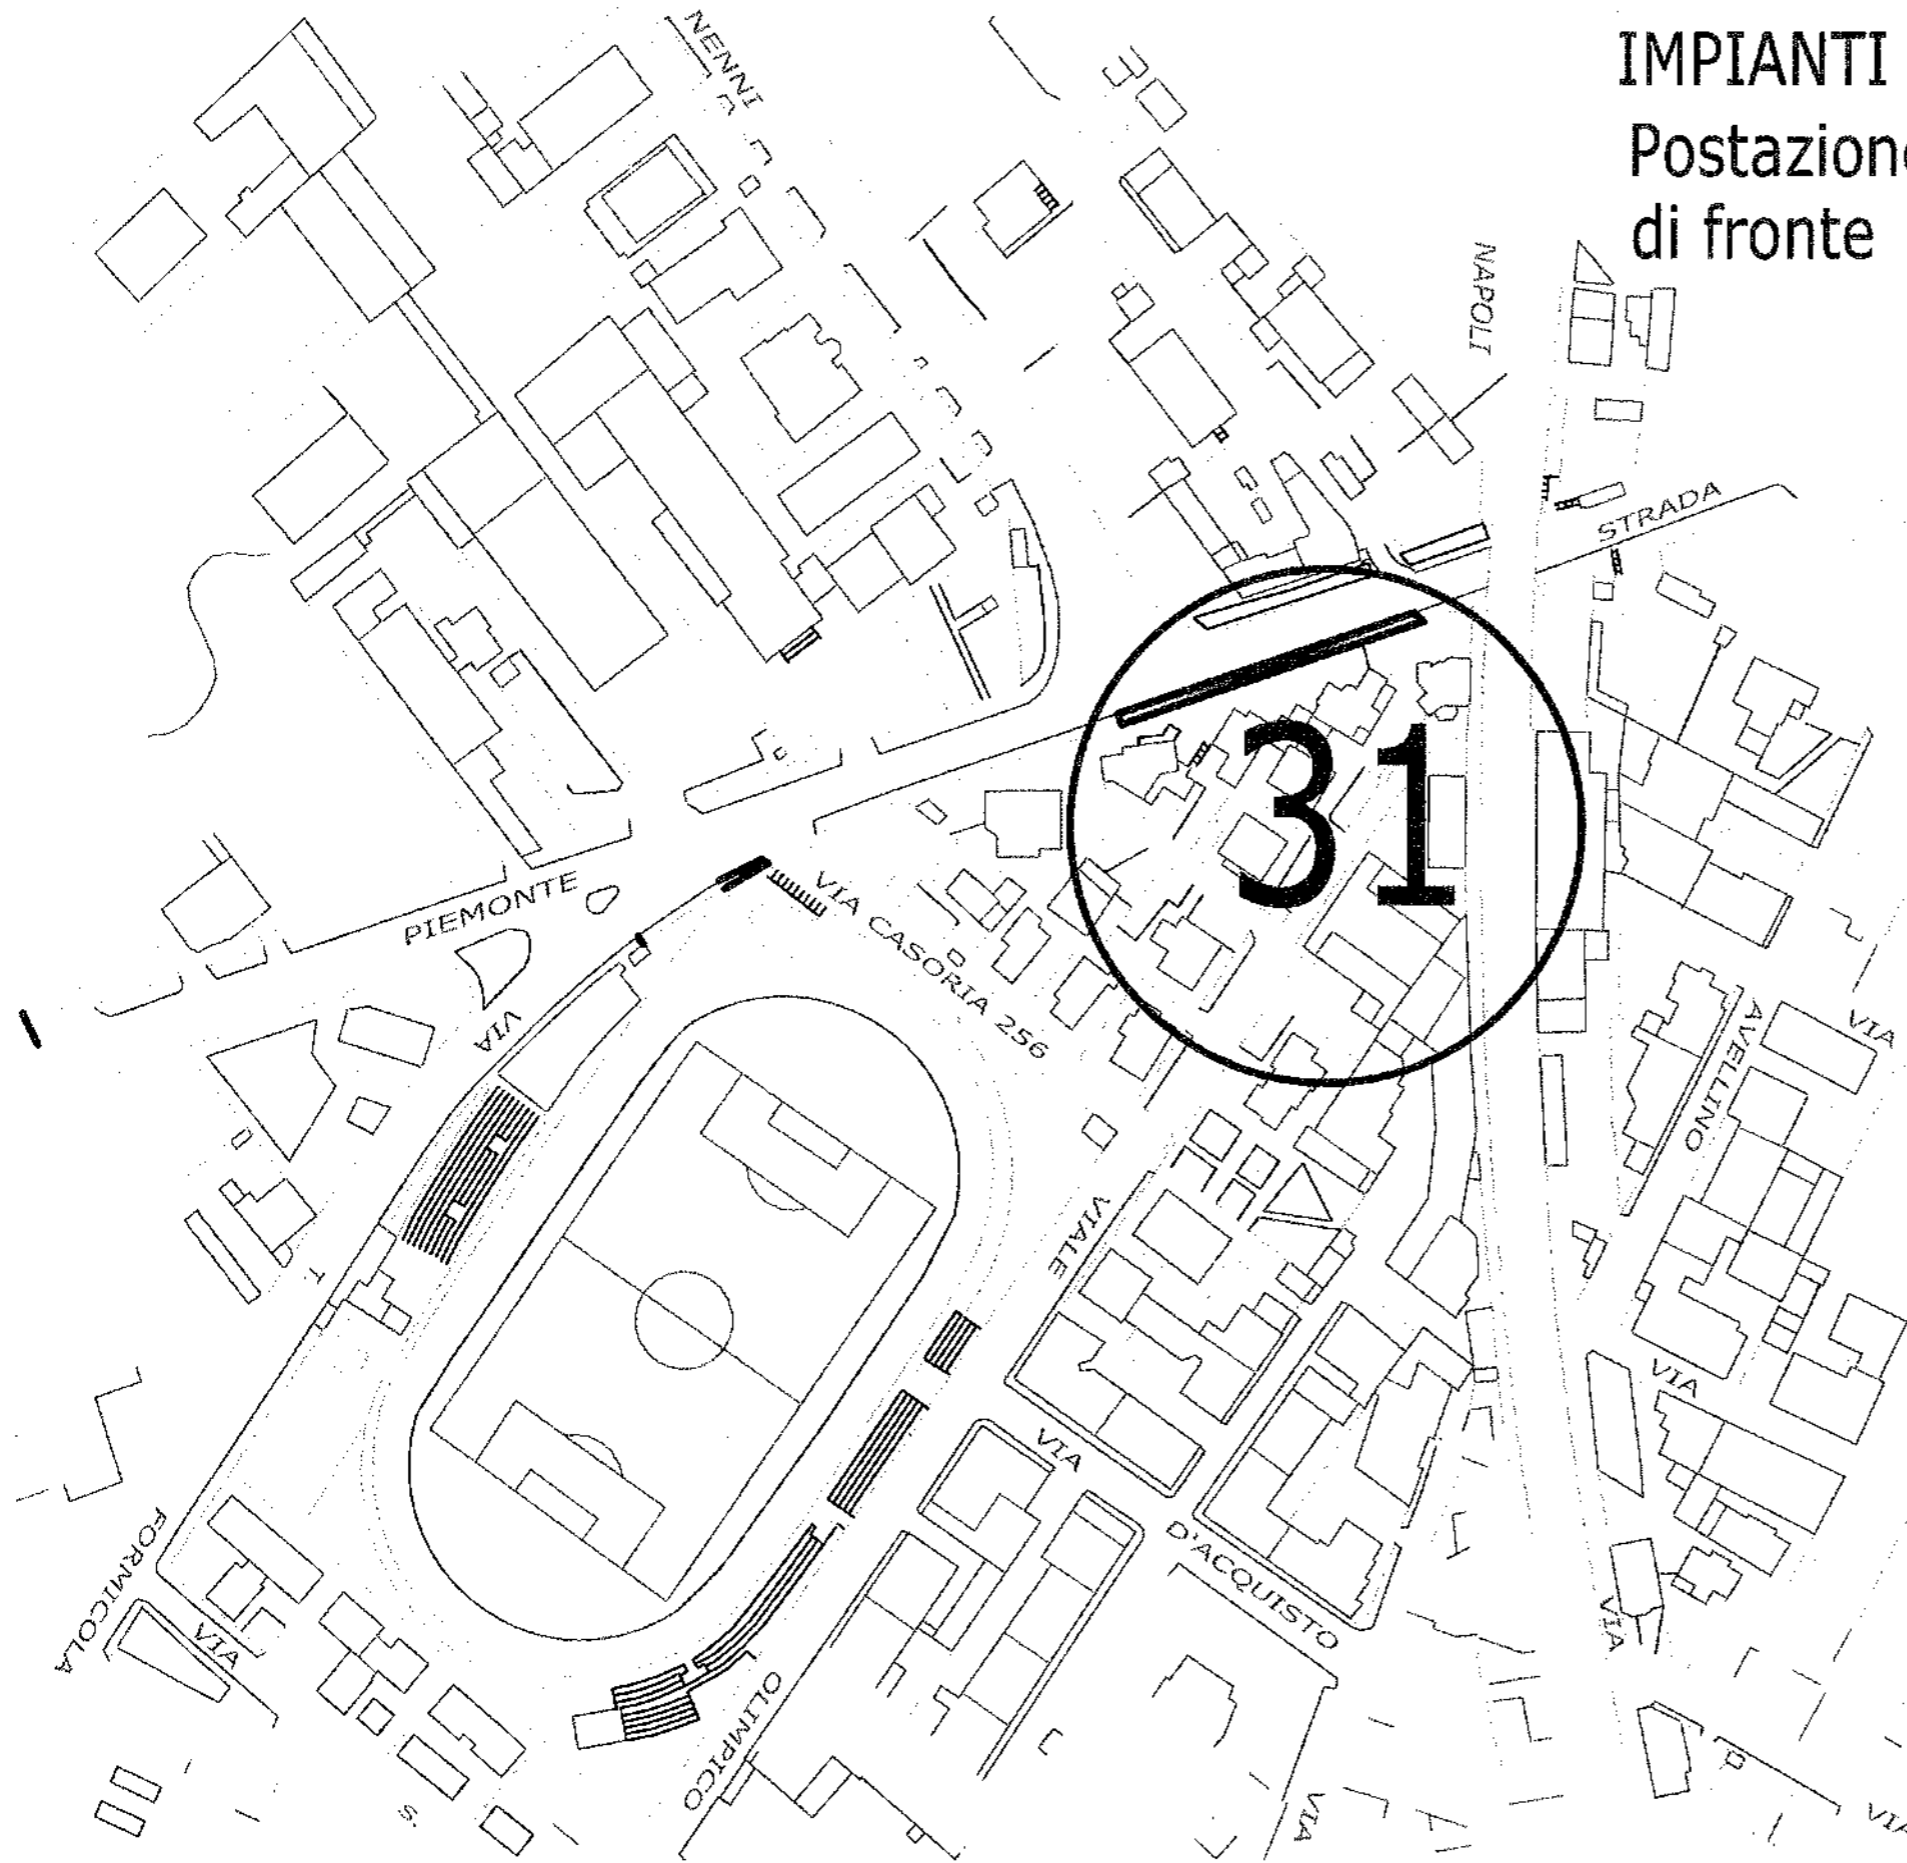 IMPIANTI
Postazione
di fronte
NENNI
NAPOLI
STRADA
31
PIEMONTE
VIA CASORIA 256
VIA
AVELLINO
VIA
VIALE
T.
VIA
VIA
D'ACQUISTO
FORMICOLA
VIA
VIA
OLIMPICO
S.
VIA
VIA